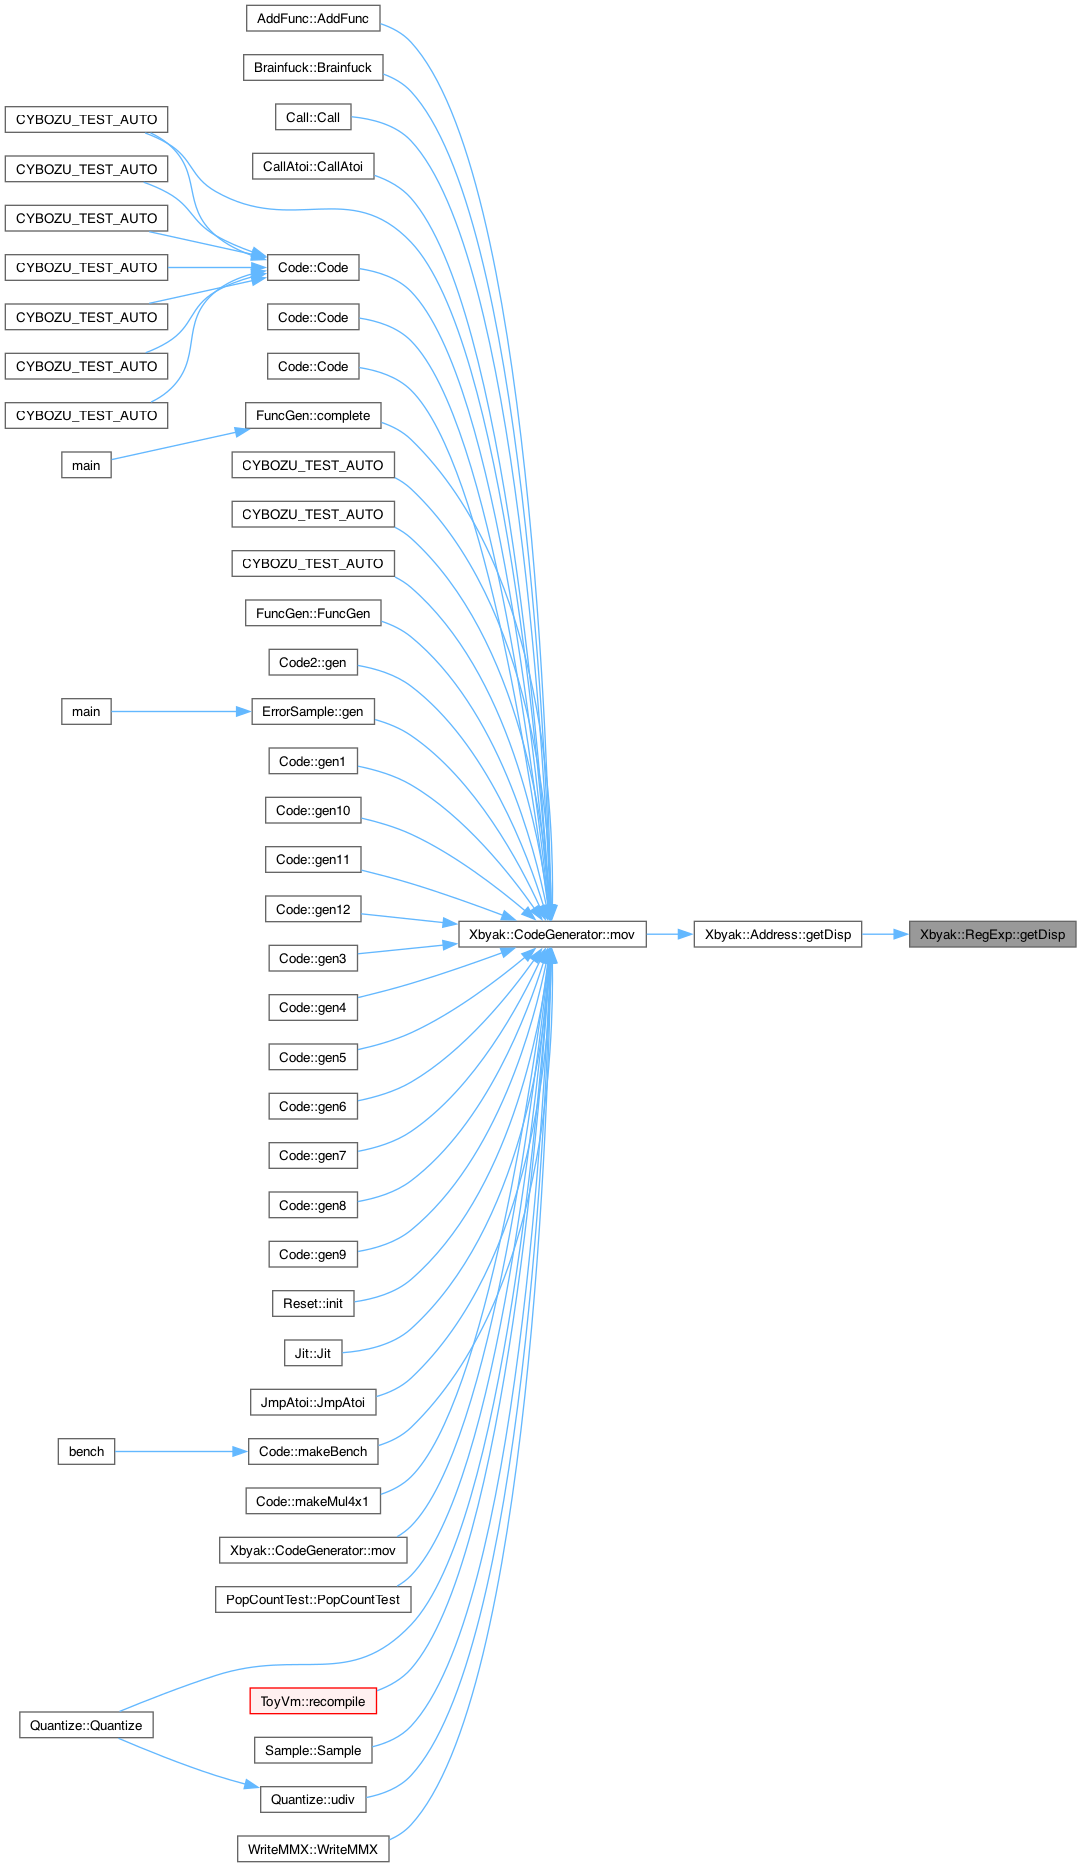 AddFunc::AddFunc
Brainfuck::Brainfuck
Call::Call
CYBOZU_TEST_AUTO
CallAtoi::CallAtoi
CYBOZU_TEST_AUTO
CYBOZU_TEST_AUTO
CYBOZU_TEST_AUTO
Code::Code
CYBOZU_TEST_AUTO
Code::Code
CYBOZU_TEST_AUTO
Code::Code
CYBOZU_TEST_AUTO
FuncGen::complete
main
CYBOZU_TEST_AUTO
CYBOZU_TEST_AUTO
CYBOZU_TEST_AUTO
FuncGen::FuncGen
Code2::gen
main
ErrorSample::gen
Code::gen1
Code::gen10
Code::gen11
Code::gen12
Xbyak::CodeGenerator::mov
Xbyak::Address::getDisp
Xbyak::RegExp::getDisp
Code::gen3
Code::gen4
Code::gen5
Code::gen6
Code::gen7
Code::gen8
Code::gen9
Reset::init
Jit::Jit
JmpAtoi::JmpAtoi
bench
Code::makeBench
Code::makeMul4x1
Xbyak::CodeGenerator::mov
PopCountTest::PopCountTest
ToyVm::recompile
Quantize::Quantize
Sample::Sample
Quantize::udiv
WriteMMX::WriteMMX